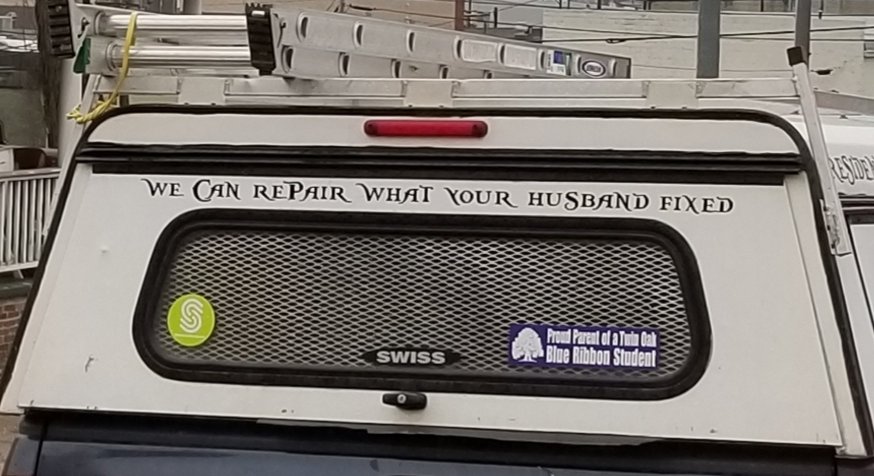 WE CAN REPAIR WHAT YOUR HUSBAND FIXED
Proud Parent of a Twin Oak
Blue Ribbon Student
SWISS
S